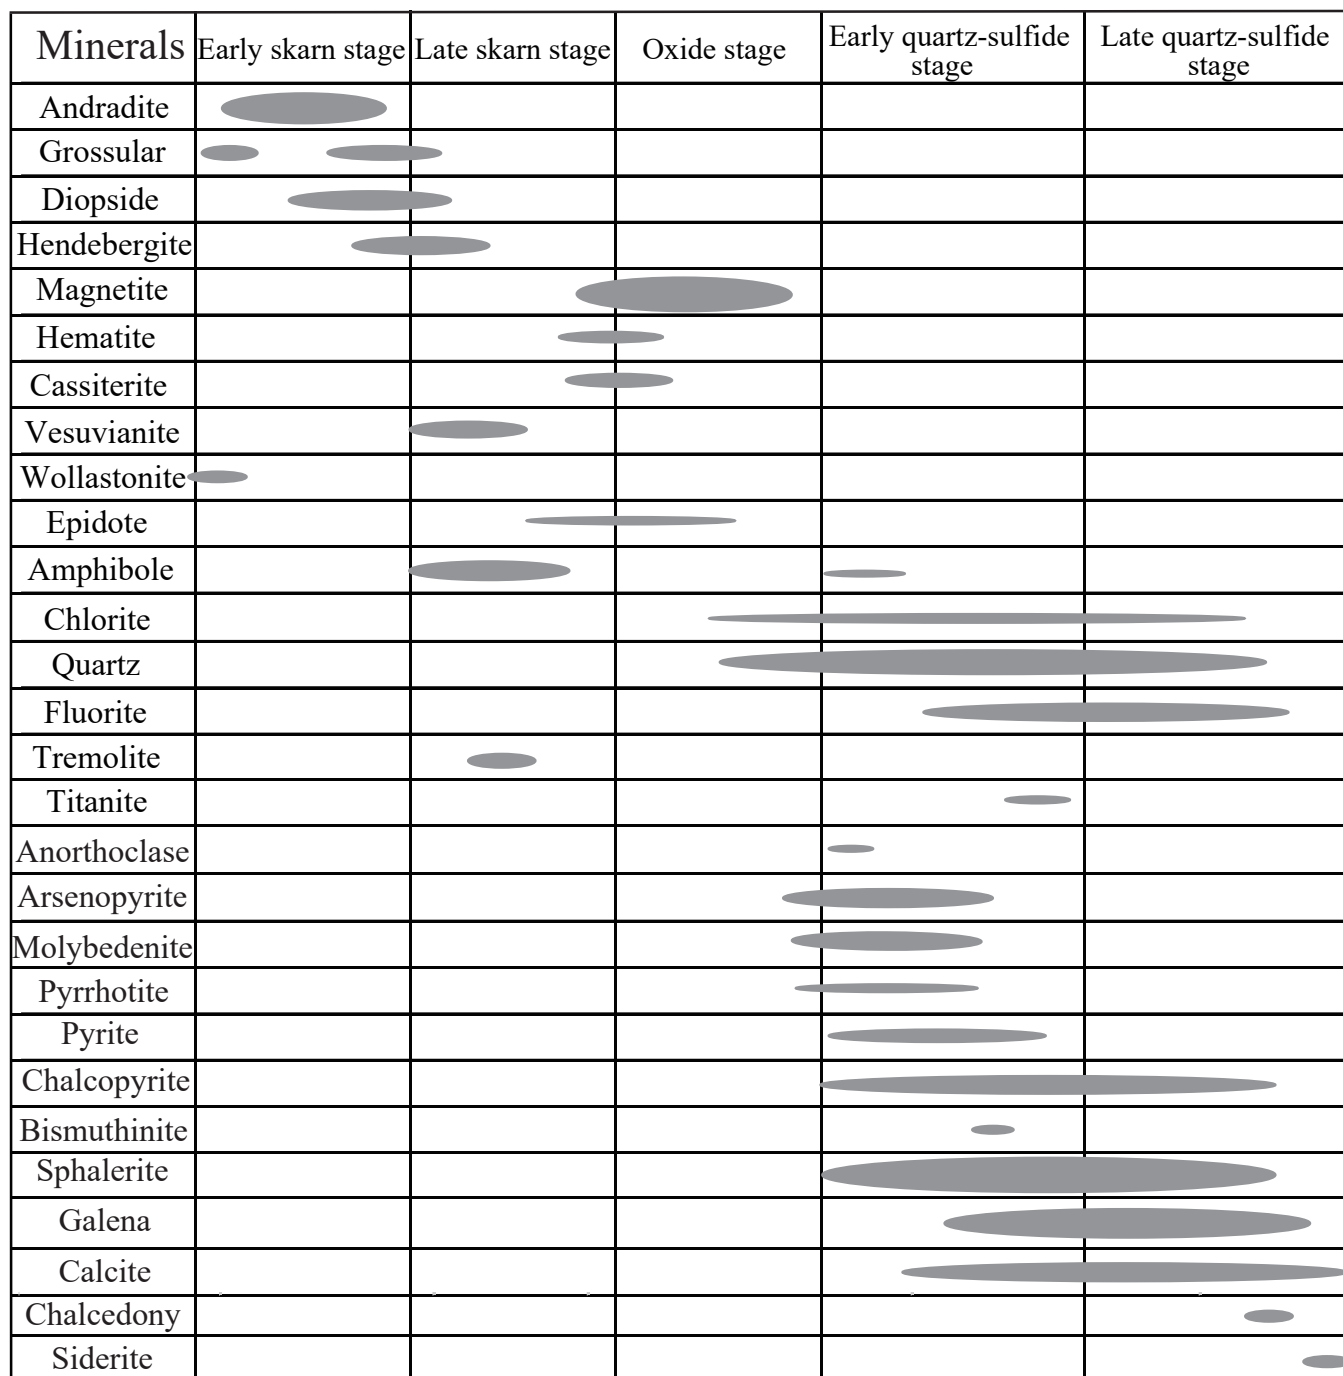 Minerals Early skarn stage Late skarn stage Oxide stage Early quartz-sulfide stage Late quartz-sulfide stage
Andradite
Grossular
Diopside
Hendebergite
Magnetite
Hematite
Cassiterite
Vesuvianite
Wollastonite
Epidote
Amphibole
Chlorite
Quartz
Fluorite
Tremolite
Titanite
Anorthoclase
Arsenopyrite
Molybedenite
Pyrrhotite
Pyrite
Chalcopyrite
Bismuthinite
Sphalerite
Galena
Calcite
Chalcedony
Siderite